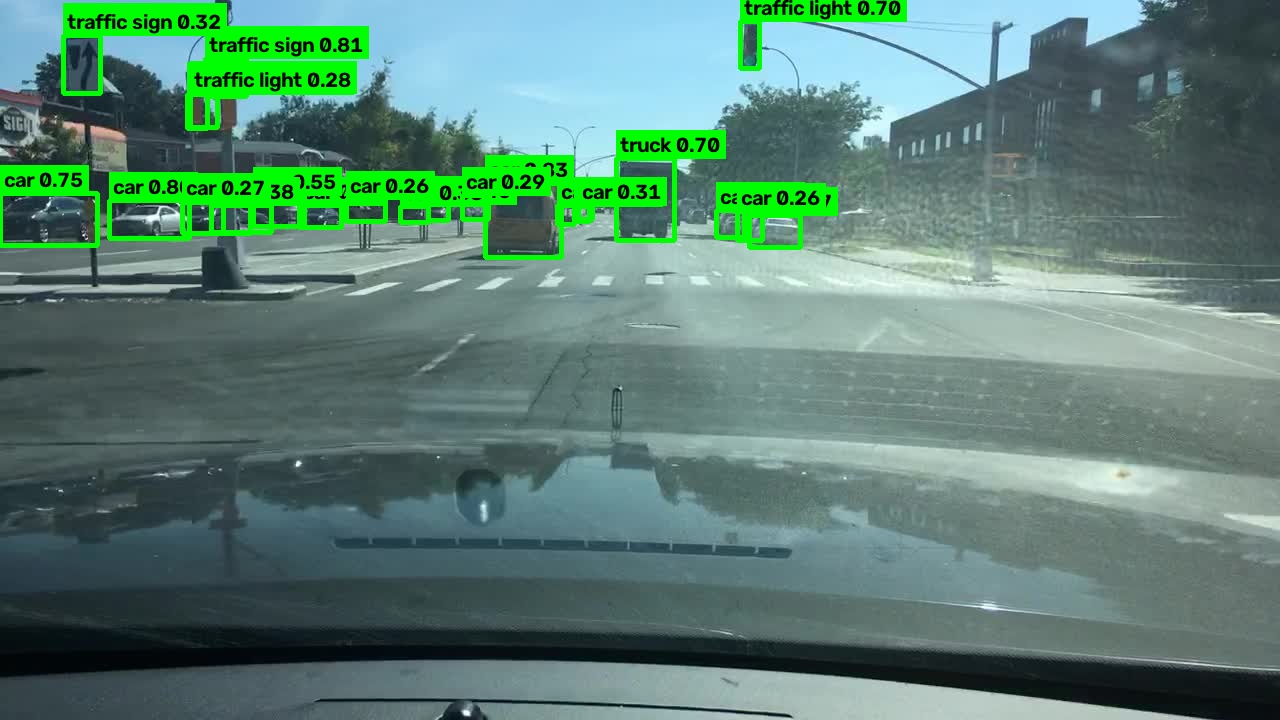 traffic light 0.70
traffic sign 0.32
traffic sign 0.81
traffic light 0.28
SIGN
truck 0.70
car 0.75
car 0.27
38
0.55
car 0.26
car 0.29
car 0.31
car 0.26